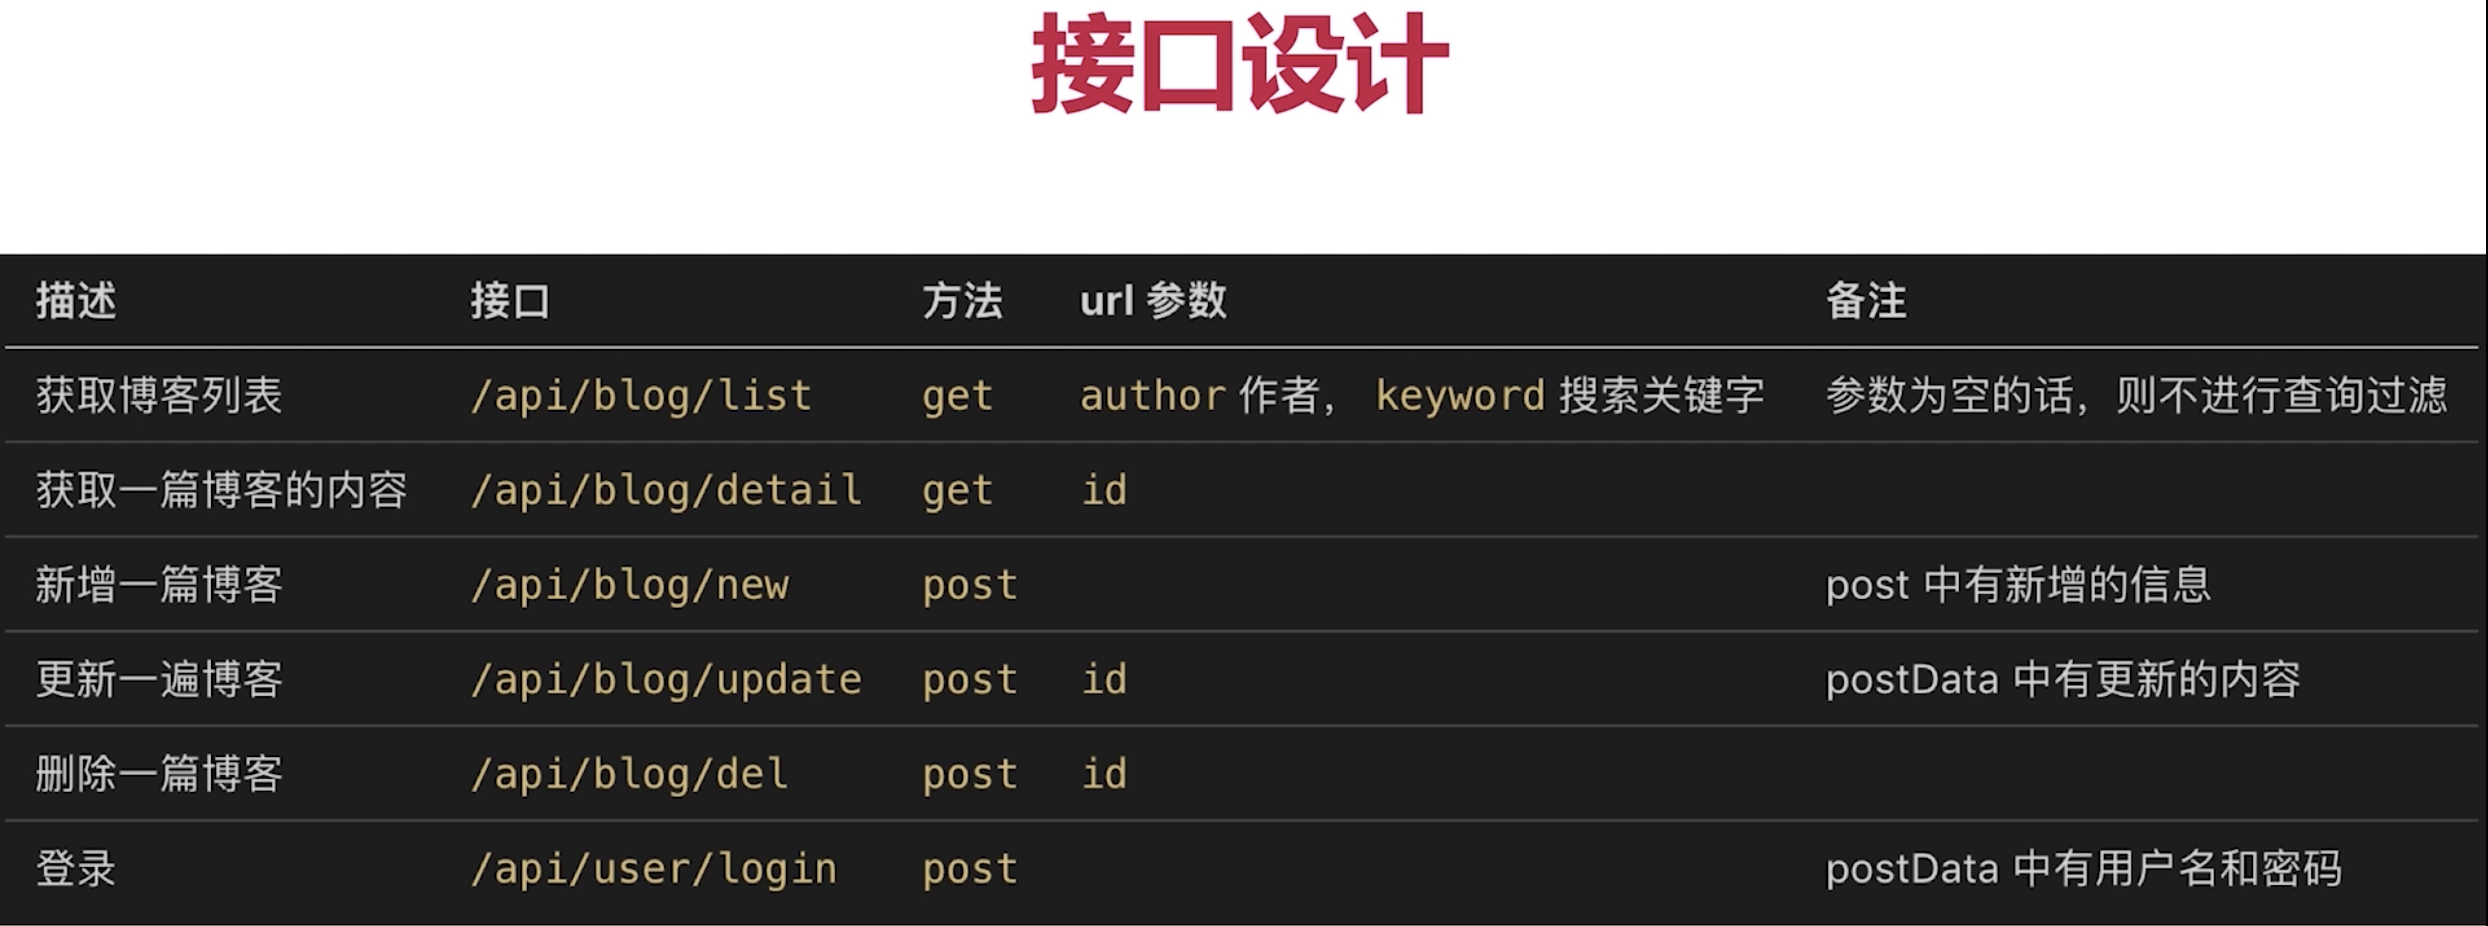 接口设计
描述 接口 方法 url 参数 备注
获取博客列表 /api/blog/list get author 作者， keyword 搜索关键字 参数为空的话，则不进行查询过滤
获取一篇博客的内容 /api/blog/detail get id
新增一篇博客 /api/blog/new post post 中有新增的信息
更新一遍博客 /api/blog/update post id postData 中有更新的内容
删除一篇博客 /api/blog/del post id
登录 /api/user/login post postData 中有用户名和密码